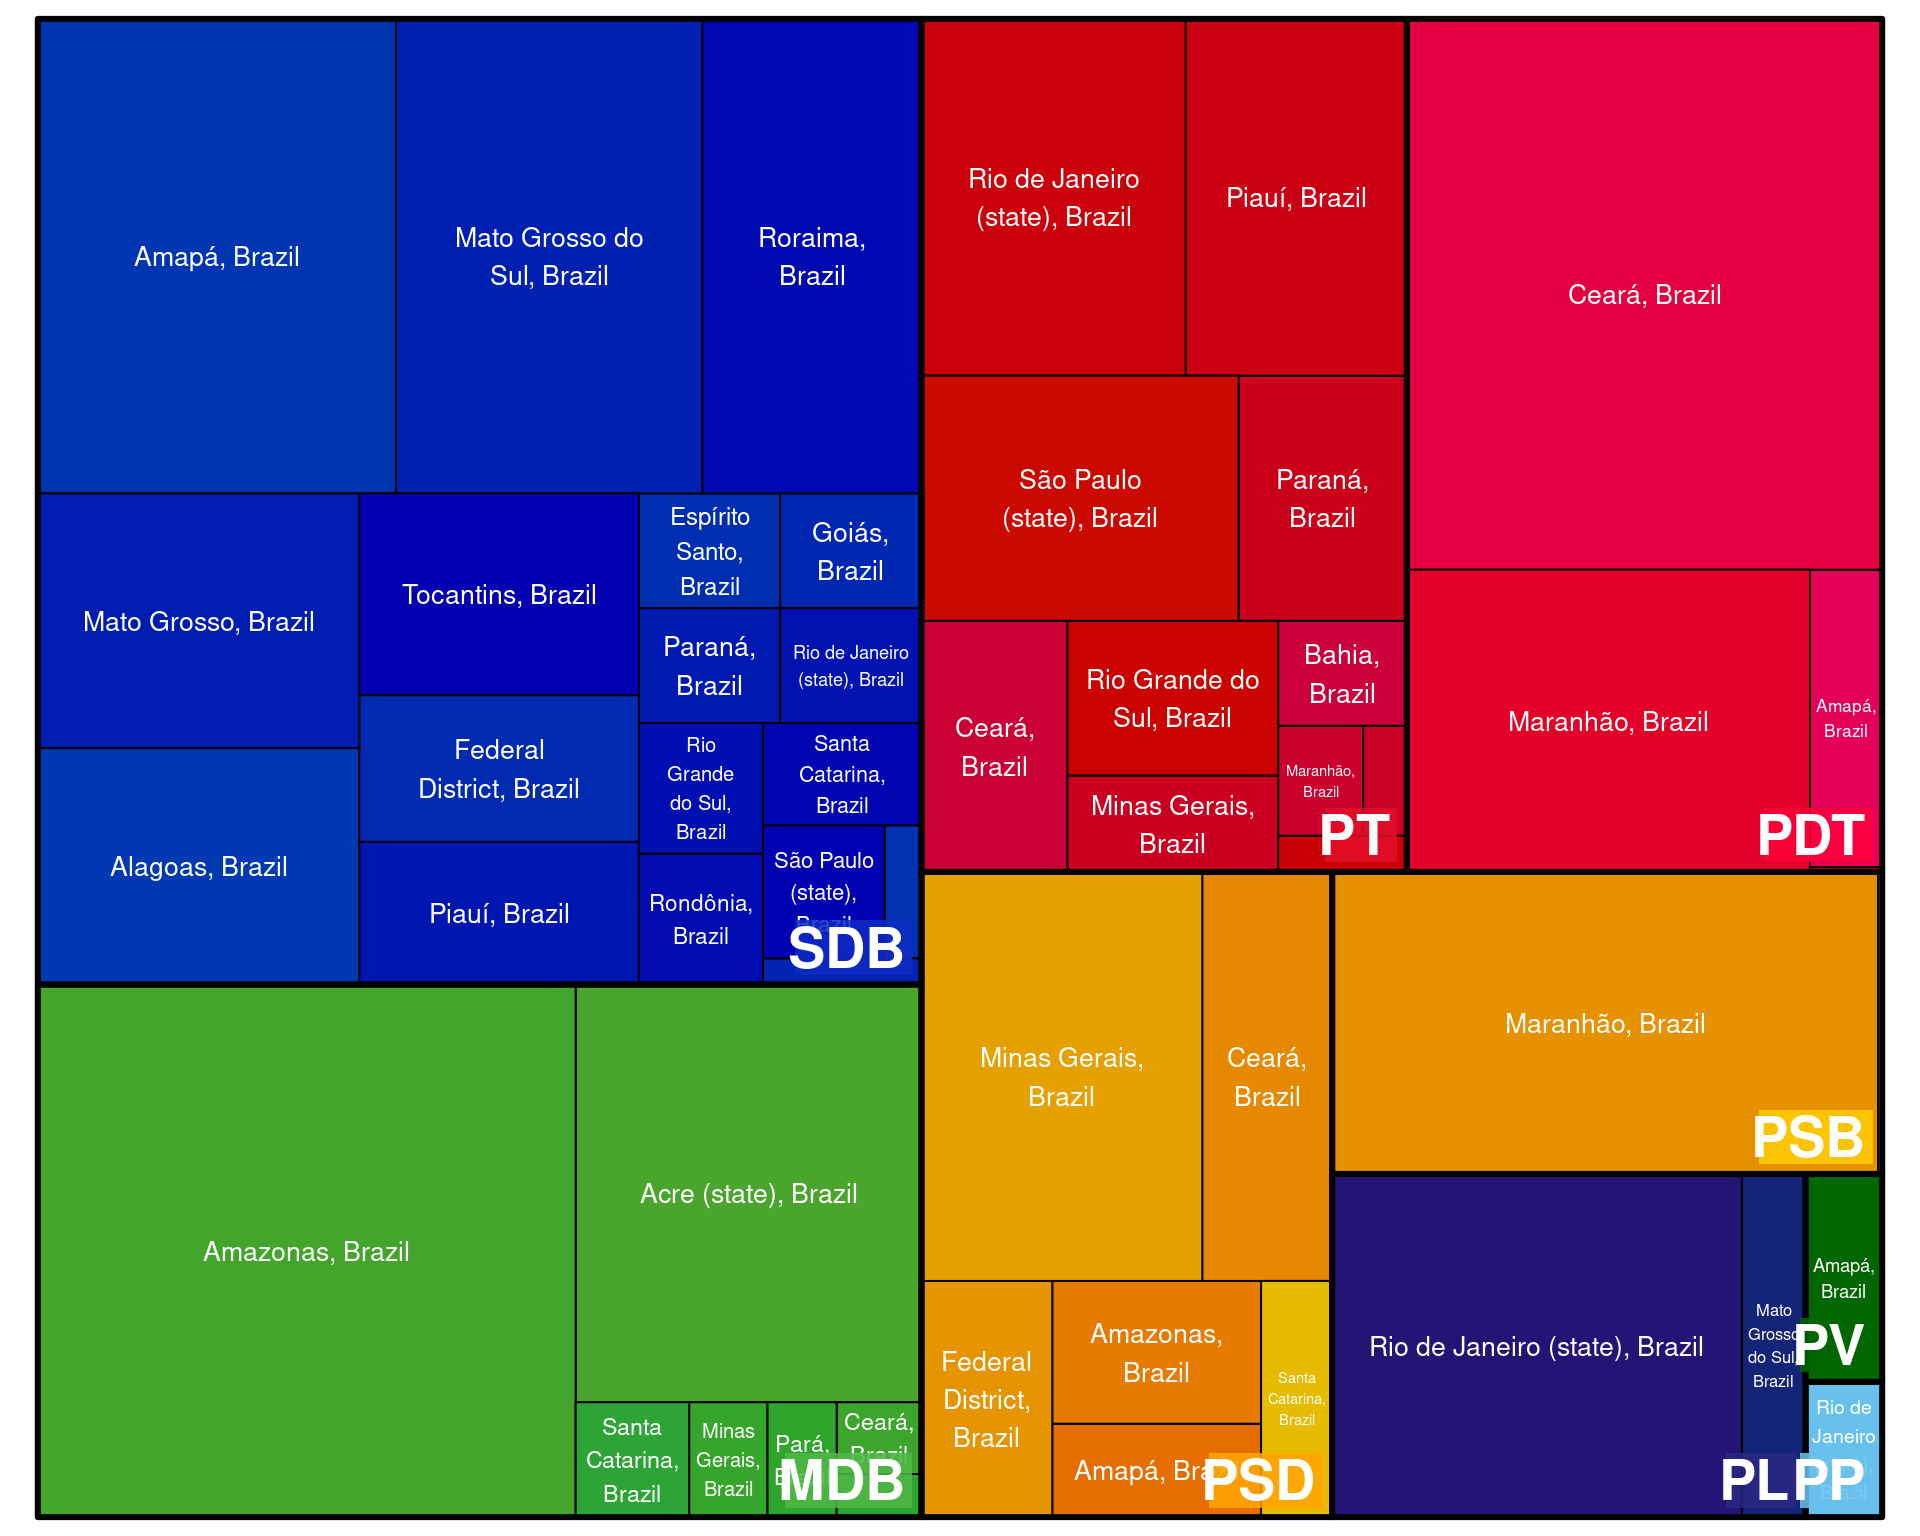 Amapá, Brazil
Mato Grosso do
Sul, Brazil
Roraima,
Brazil
Mato Grosso, Brazil
Alagoas, Brazil
Tocantins, Brazil
Federal
District, Brazil
Piauí, Brazil
Espírito
Santo,
Brazil
Goiás,
Brazil
Paraná,
Brazil
Rio de Janeiro
(state), Brazil
Rio
Grande
do Sul,
Brazil
Santa
Catarina,
Brazil
Rondônia,
Brazil
São Paulo
(state),
Brazil
SDB
Rio de Janeiro
(state), Brazil
Piauí, Brazil
São Paulo
(state), Brazil
Paraná,
Brazil
Ceará,
Brazil
Rio Grande do
Sul, Brazil
Minas Gerais,
Brazil
Bahia,
Brazil
Maranhão,
Brazil
PT
Ceará, Brazil
Maranhão, Brazil
Amapá,
Brazil
PDT
Amazonas, Brazil
Acre (state), Brazil
Santa
Catarina,
Brazil
Minas
Gerais,
Brazil
Pará,
Ceará,
Brazil
MDB
Minas Gerais,
Brazil
Ceará,
Brazil
Federal
District,
Brazil
Amazonas,
Brazil
Amapá, Brazil
Santa
Catarina,
Brazil
PSD
Maranhão, Brazil
PSB
Rio de Janeiro (state), Brazil
Mato
Grosso
do Sul,
Brazil
PL
Amapá,
Brazil
PV
Rio de
Janeiro
PP